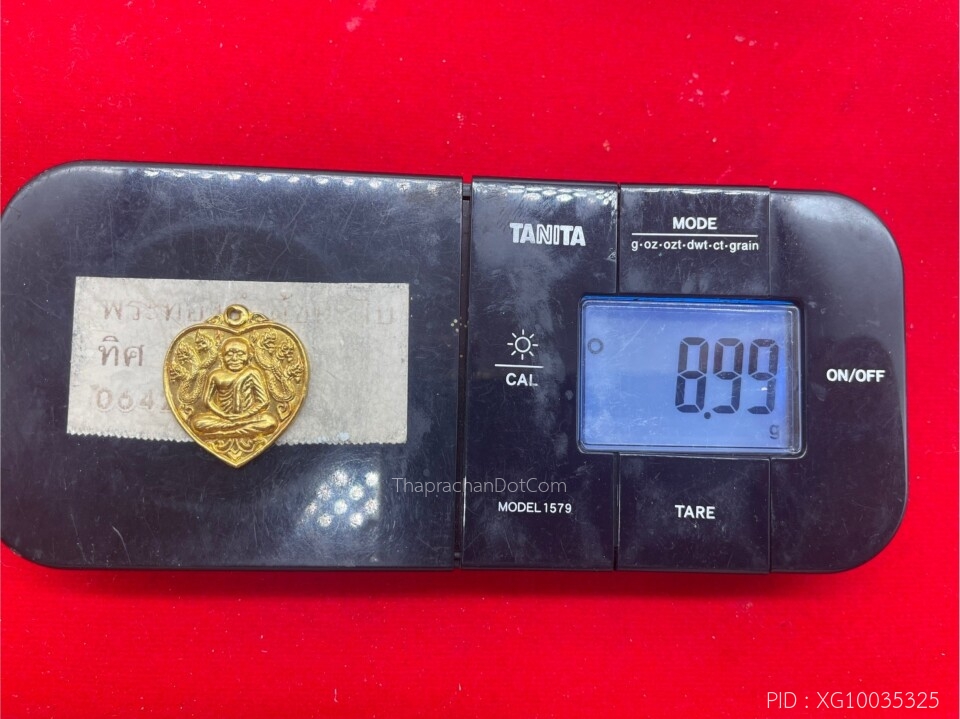 TANITA
MODE
g·oz·ozt·dwt·ct·grain
CAL
8.99
g
ON/OFF
MODEL 1579
TARE
ทิศ
ThaprachanDotCom
PID : XG10035325